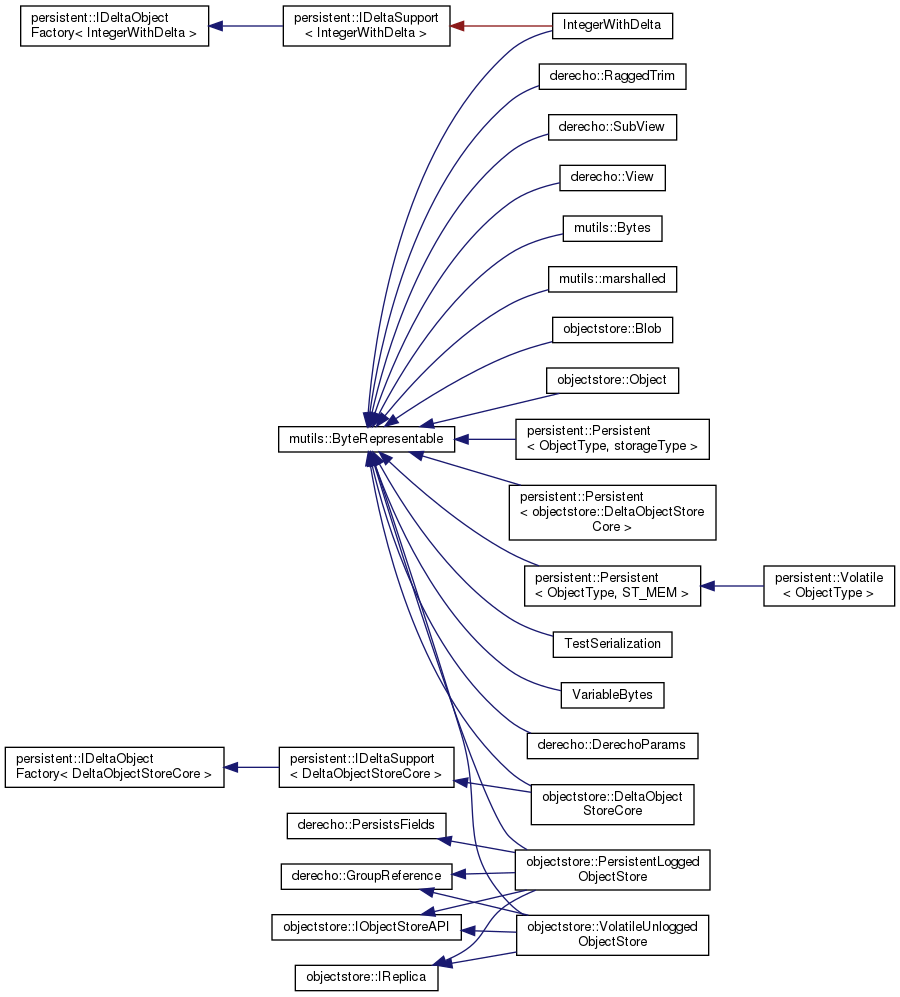 persistent::IDeltaObject
Factory< IntegerWithDelta >
persistent::IDeltaSupport
< IntegerWithDelta >
IntegerWithDelta
derecho::RaggedTrim
derecho::SubView
derecho::View
mutils::Bytes
mutils::marshalled
objectstore::Blob
objectstore::Object
mutils::ByteRepresentable
persistent::Persistent
< ObjectType, storageType >
persistent::Persistent
< objectstore::DeltaObjectStore
Core >
persistent::Persistent
< ObjectType, ST_MEM >
persistent::Volatile
< ObjectType >
TestSerialization
VariableBytes
derecho::DerechoParams
persistent::IDeltaObject
Factory< DeltaObjectStoreCore >
persistent::IDeltaSupport
< DeltaObjectStoreCore >
objectstore::DeltaObject
StoreCore
derecho::PersistsFields
objectstore::PersistentLogged
ObjectStore
derecho::GroupReference
objectstore::IObjectStoreAPI
objectstore::VolatileUnlogged
ObjectStore
objectstore::IReplica